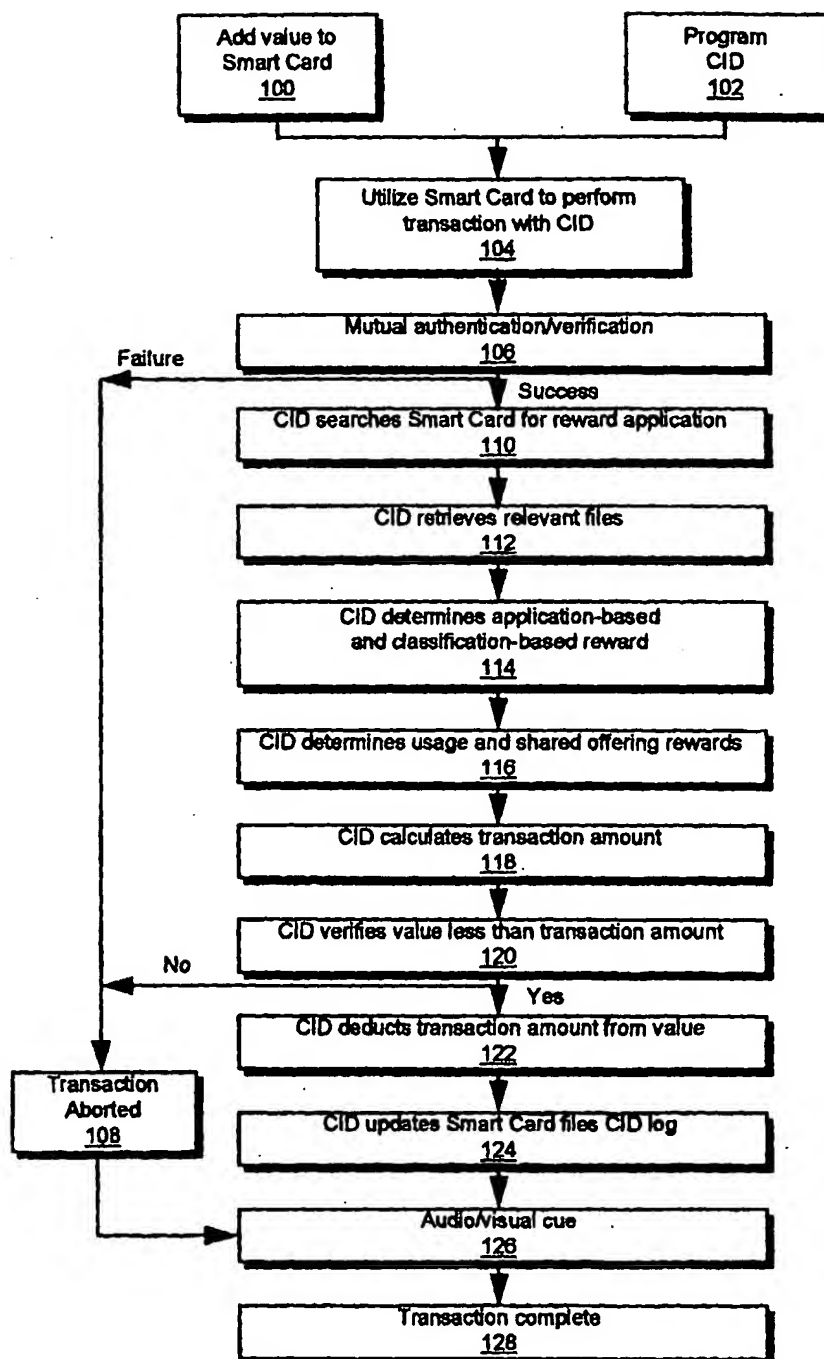 Add value to
Smart Card
100
Program
CID
102
Utilize Smart Card to perform
transaction with CID
104
Mutual authentication/verification
106
Failure
Success
CID searches Smart Card for reward application
110
CID retrieves relevant files
112
CID determines application-based
and classification-based reward
114
CID determines usage and shared offering rewards
116
CID calculates transaction amount
118
CID verifies value less than transaction amount
120
No
Yes
CID deducts transaction amount from value
122
Transaction
Aborted
108
CID updates Smart Card files CID log
124
Audio/visual cue
126
Transaction complete
128